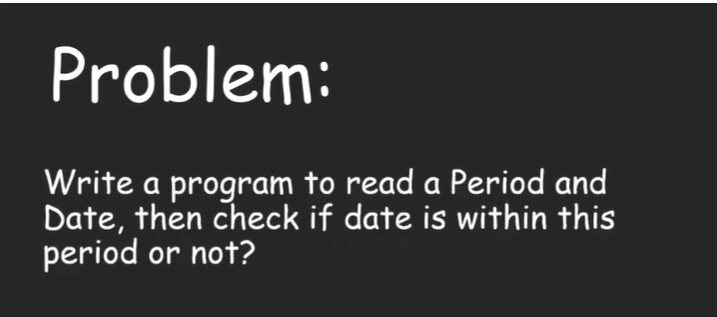 Problem:
Write a program to read a Period and
Date, then check if date is within this
period or not?